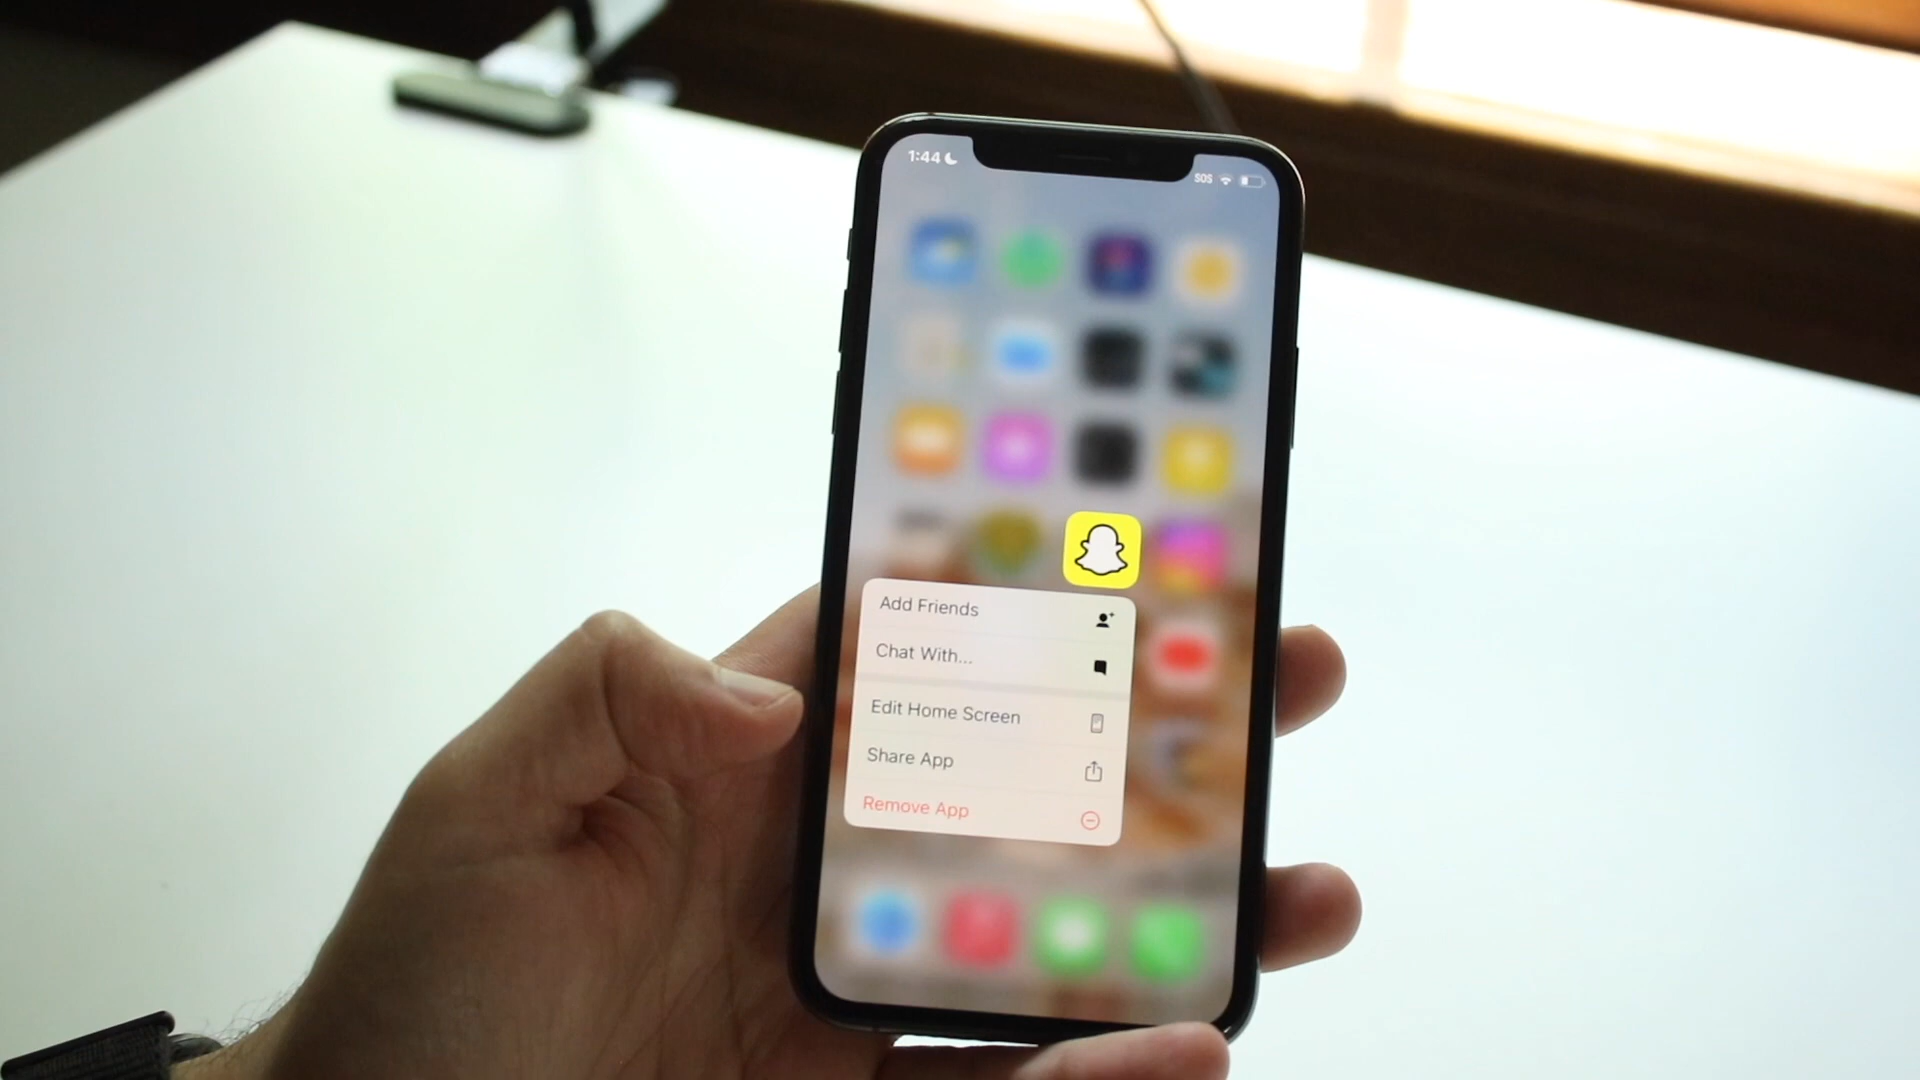 1:44
SOS
Add Friends
Chat With...
Edit Home Screen
Share App
Remove App